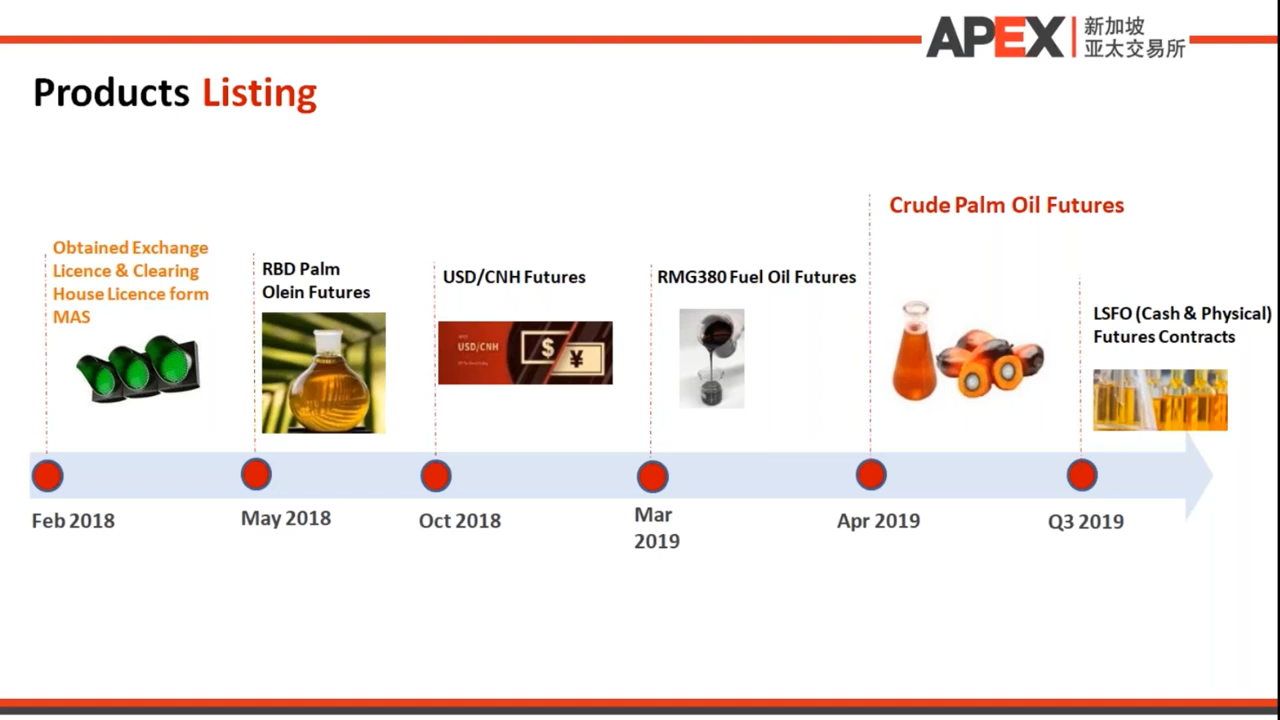 APEX 新加坡
亚太交易所
Products Listing
Obtained Exchange
Licence & Clearing
House Licence form
MAS
RBD Palm
Olein Futures
USD/CNH Futures
USD/CNH
$
¥
RMG380 Fuel Oil Futures
Crude Palm Oil Futures
LSFO (Cash & Physical)
Futures Contracts
Feb 2018
May 2018
Oct 2018
Mar
2019
Apr 2019
Q3 2019